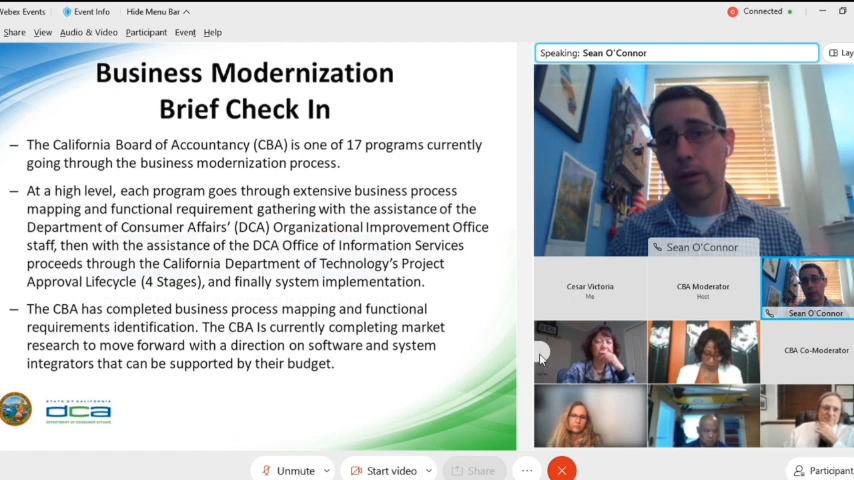 Webex Events
Event Info
Hide Menu Bar
Connected
Share View Audio & Video Participant Event Help
Speaking: Sean O'Connor
Lay
Business Modernization
Brief Check In
– The California Board of Accountancy (CBA) is one of 17 programs currently
going through the business modernization process.
– At a high level, each program goes through extensive business process
mapping and functional requirement gathering with the assistance of the
Department of Consumer Affairs' (DCA) Organizational Improvement Office
staff, then with the assistance of the DCA Office of Information Services
proceeds through the California Department of Technology's Project
Approval Lifecycle (4 Stages), and finally system implementation.
– The CBA has completed business process mapping and functional
requirements identification. The CBA Is currently completing market
research to move forward with a direction on software and system
integrators that can be supported by their budget.
STATE OF CALIFORNIA
dca
DEPARTMENT OF CONSUMER AFFAIRS
Sean O'Connor
Cesar Victoria
Me
CBA Moderator
Host
Sean O'Connor
CBA Co-Moderator
Unmute
Start video
Share
Participant